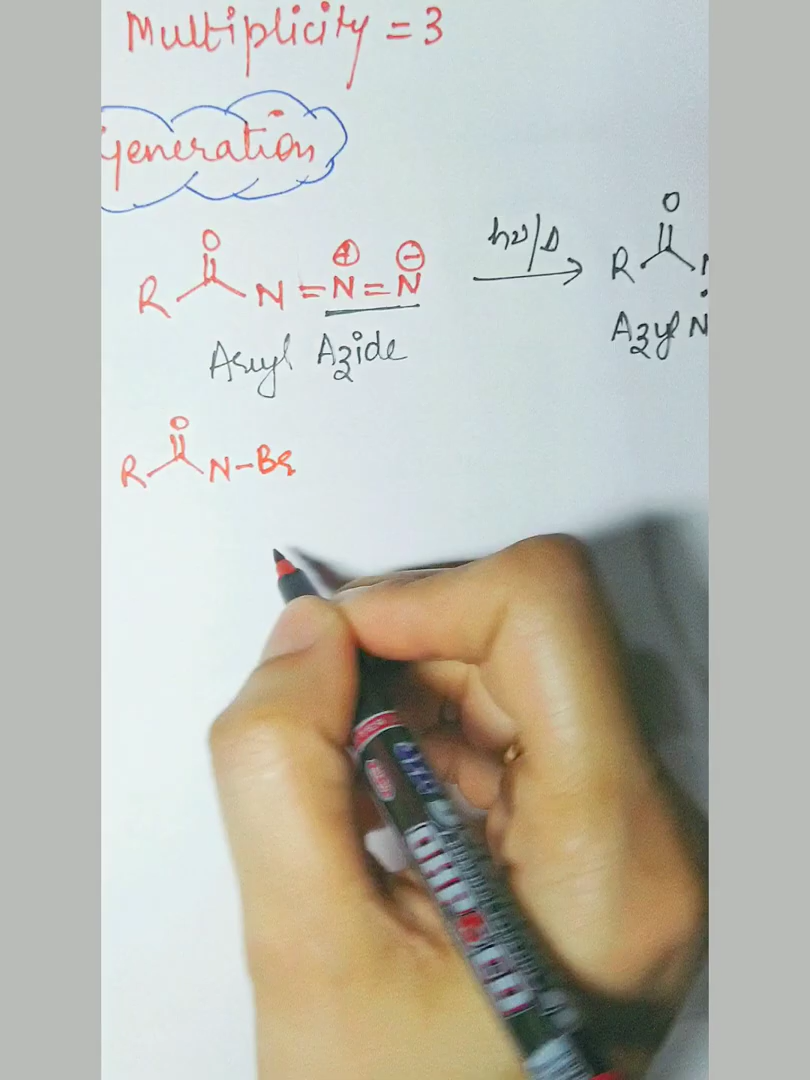 Multiplicity = 3
Generation
O
R N = N = N
⊕ ⊖
hν/Δ
O
R
Azyl N
Acyl Azide
O
R N-Br